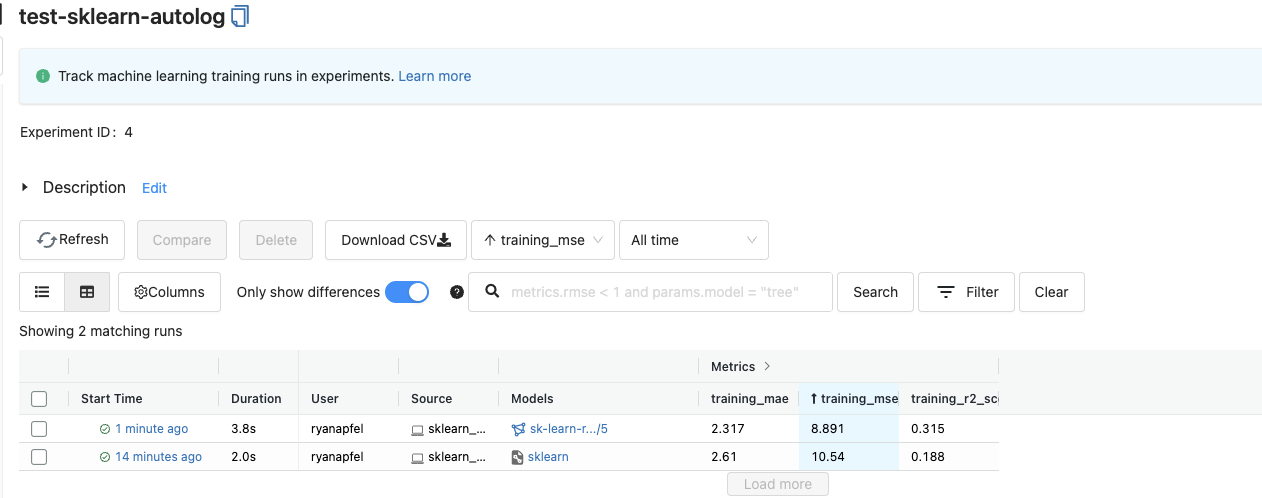 test-sklearn-autolog
Track machine learning training runs in experiments. Learn more
Experiment ID: 4
Description Edit
Refresh Compare Delete Download CSV training_mse All time
Columns Only show differences metrics.rmse < 1 and params.model = "tree" Search Filter Clear
Showing 2 matching runs
Metrics
Start Time Duration User Source Models training_mae training_mse training_r2_sc
1 minute ago 3.8s ryanapfel sklearn_... sk-learn-r.../5 2.317 8.891 0.315
14 minutes ago 2.0s ryanapfel sklearn_... sklearn 2.61 10.54 0.188
Load more